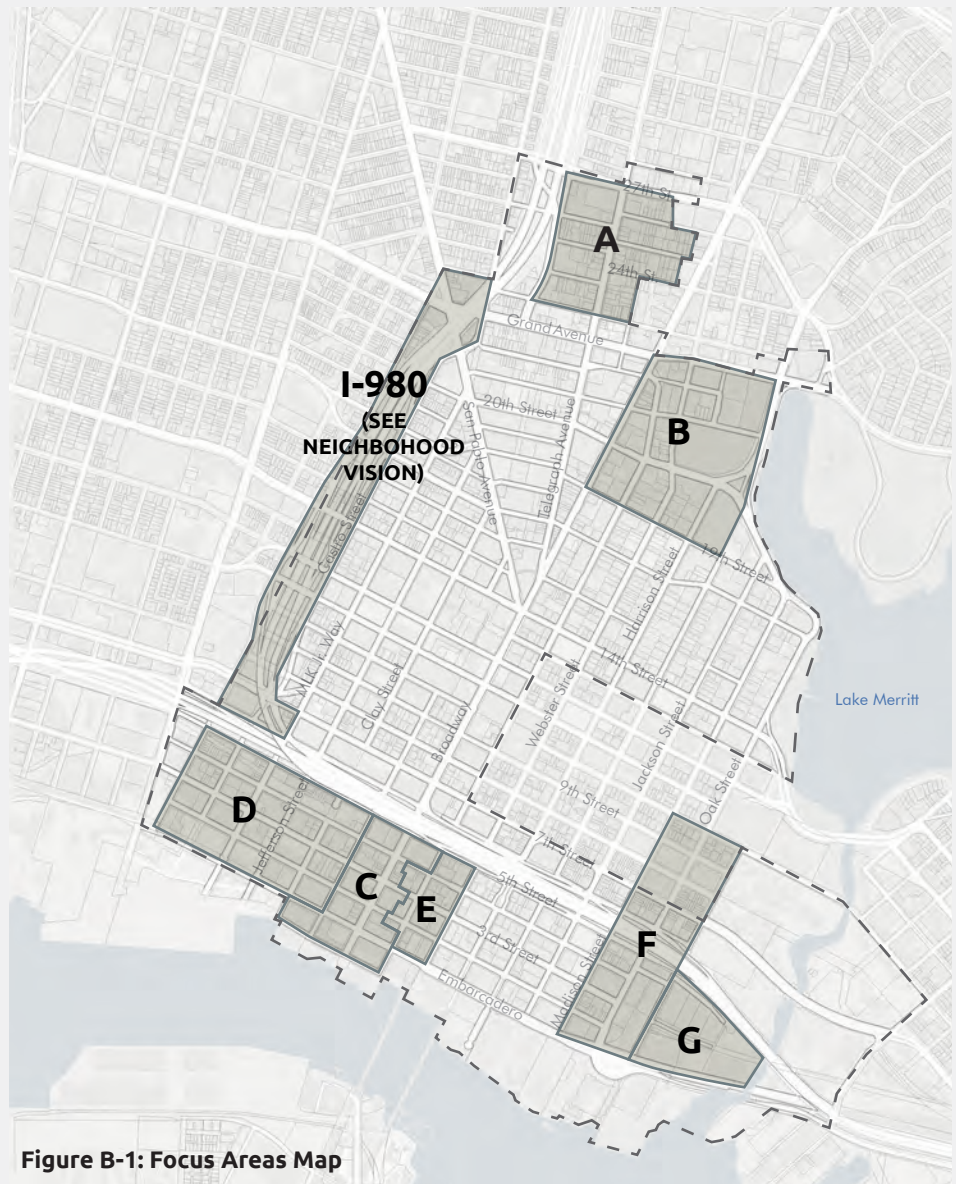 27th St.
A
24th St.
Grand Avenue
I-980
(SEE
NEIGHBOHOOD
VISION)
20th Street
San Pablo Avenue
Telegraph Avenue
B
Castro Street
19th Street
Harrison Street
MLK Jr. Way
14th Street
Clay Street
Webster Street
Broadway
Jackson Street
Lake Merritt
Oak Street
9th Street
D
Jefferson Street
7th Street
C
5th Street
E
3rd Street
F
Madison Street
Embarcadero
G
Figure B-1: Focus Areas Map